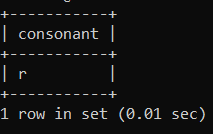 +-----------+
| consonant |
+-----------+
| r         |
+-----------+
1 row in set (0.01 sec)